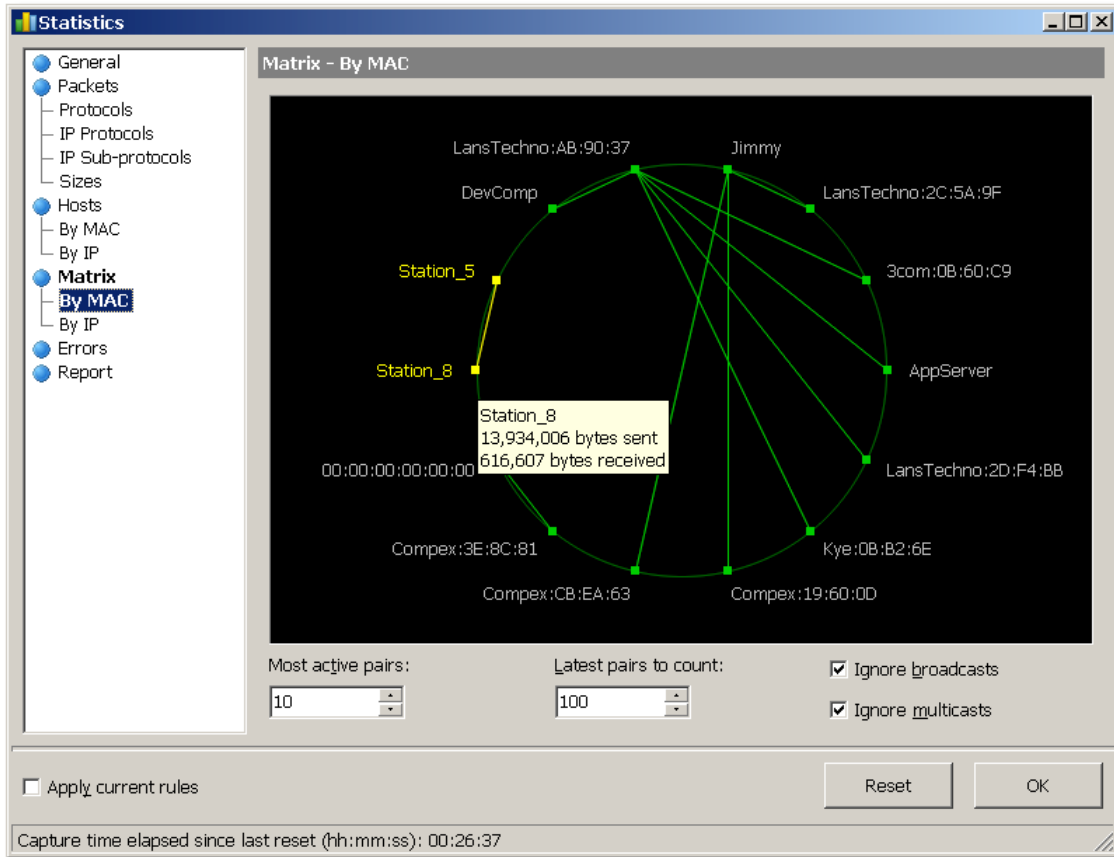 Statistics
General
Packets
Protocols
IP Protocols
IP Sub-protocols
Sizes
Hosts
By MAC
By IP
Matrix
By MAC
By IP
Errors
Report
Matrix - By MAC
LansTechno:AB:90:37
Jimmy
DevComp
LansTechno:2C:5A:9F
Station_5
3com:0B:60:C9
Station_8
AppServer
Station_8
13,934,006 bytes sent
616,607 bytes received
00:00:00:00:00:00
LansTechno:2D:F4:BB
Compex:3E:8C:81
Kye:0B:B2:6E
Compex:CB:EA:63
Compex:19:60:0D
Most active pairs:
10
Latest pairs to count:
100
Ignore broadcasts
Ignore multicasts
Apply current rules
Reset
OK
Capture time elapsed since last reset (hh:mm:ss): 00:26:37